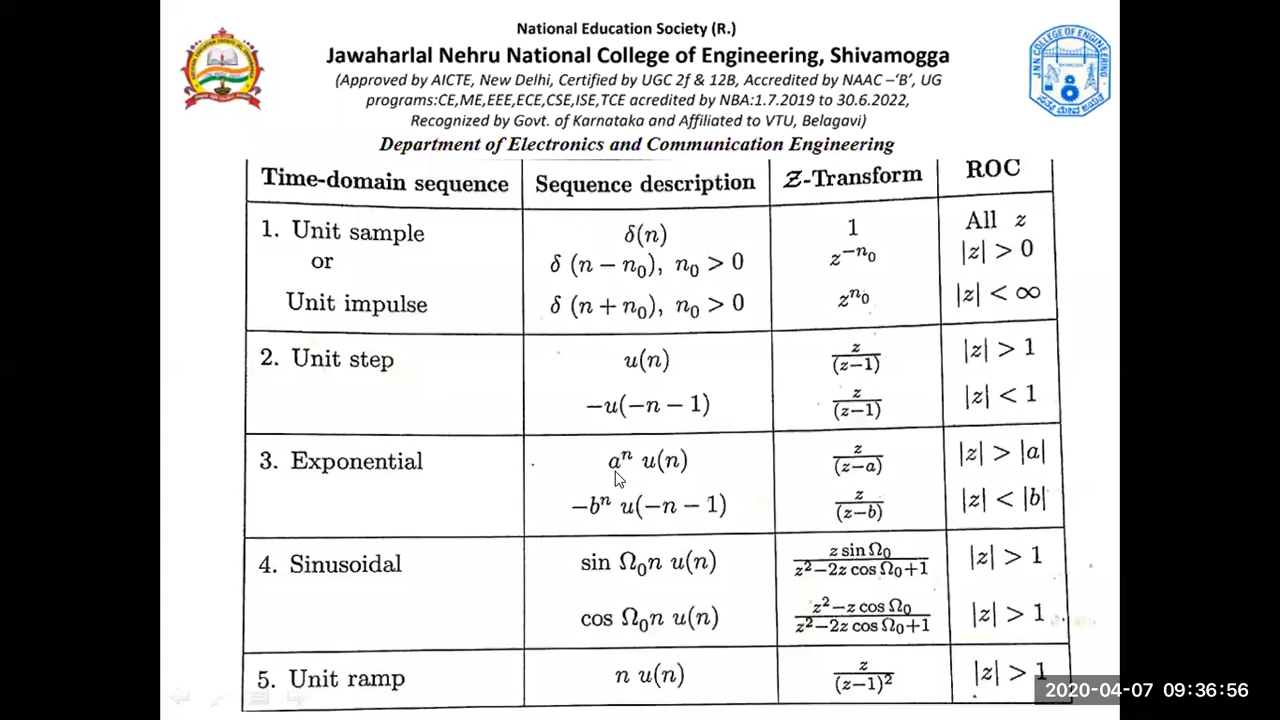 National Education Society (R.)
Jawaharlal Nehru National College of Engineering, Shivamogga
(Approved by AICTE, New Delhi, Certified by UGC 2f & 12B, Accredited by NAAC –'B', UG
programs:CE,ME,EEE,ECE,CSE,ISE,TCE acredited by NBA:1.7.2019 to 30.6.2022,
Recognized by Govt. of Karnataka and Affiliated to VTU, Belagavi)
Department of Electronics and Communication Engineering
Time-domain sequence Sequence description Z-Transform ROC
1. Unit sample δ(n) 1 All z
or δ (n − n₀), n₀ > 0 z^{−n₀} |z| > 0
Unit impulse δ (n + n₀), n₀ > 0 z^{n₀} |z| < ∞
2. Unit step u(n) z/(z−1) |z| > 1
−u(−n − 1) z/(z−1) |z| < 1
3. Exponential aⁿ u(n) z/(z−a) |z| > |a|
−bⁿ u(−n − 1) z/(z−b) |z| < |b|
4. Sinusoidal sin Ω₀n u(n) z sin Ω₀/z²−2z cos Ω₀+1 |z| > 1
cos Ω₀n u(n) z²−z cos Ω₀/z²−2z cos Ω₀+1 |z| > 1
5. Unit ramp n u(n) z/(z−1)² |z| > 1
2020-04-07 09:36:56